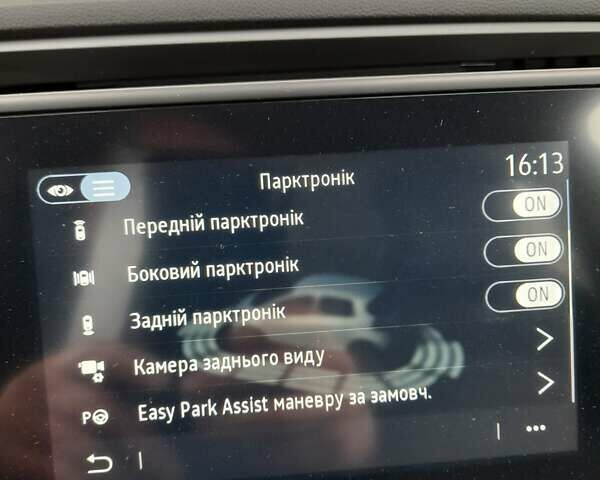 Парктронік 16:13
Передній парктронік ON
Боковий парктронік ON
Задній парктронік ON
Камера заднього виду
P Easy Park Assist маневру за замовч.